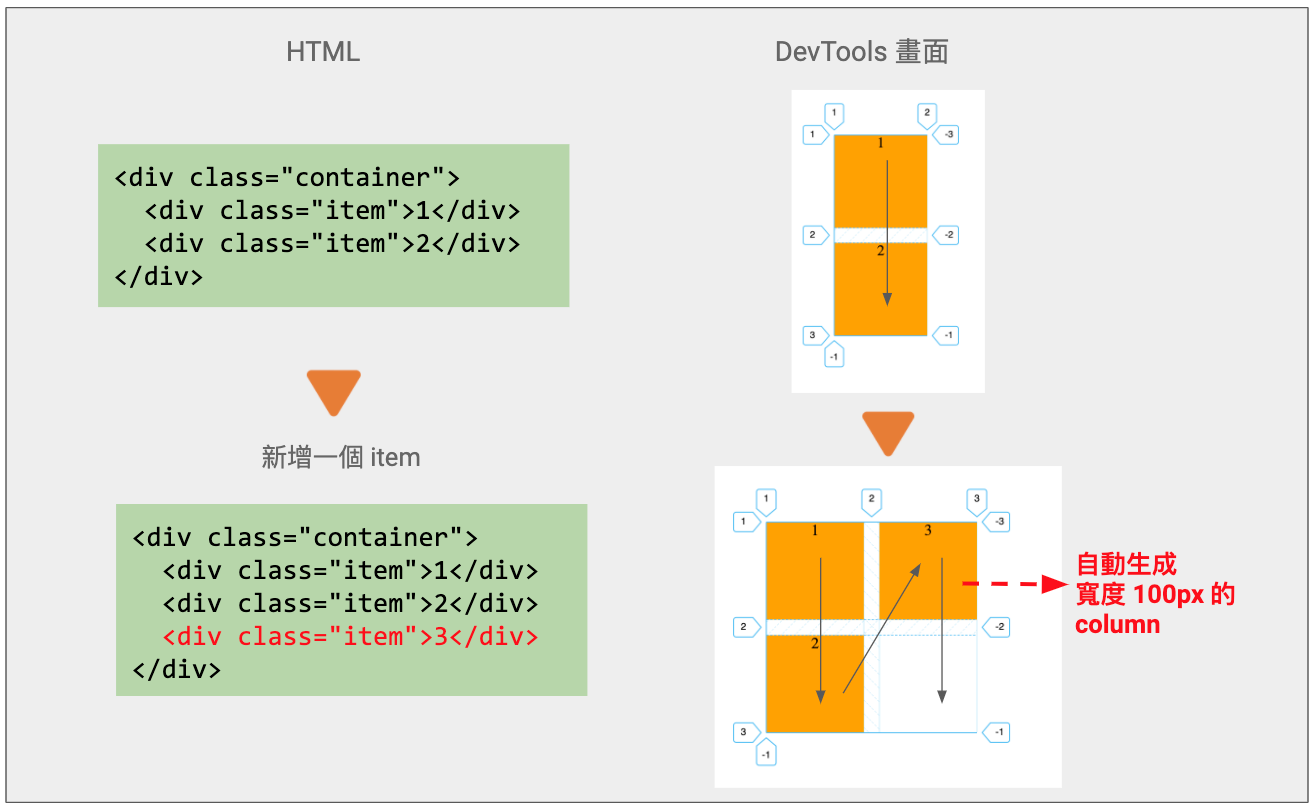 HTML
DevTools 畫面
<div class="container">
  <div class="item">1</div>
  <div class="item">2</div>
</div>
1 2
1 1 -3
2 -2
2
3 -1
-1
新增一個 item
<div class="container">
  <div class="item">1</div>
  <div class="item">2</div>
  <div class="item">3</div>
</div>
1 2 3
1 1 3 -3
2 -2
2
3 -1
-1
自動生成
寬度 100px 的
column